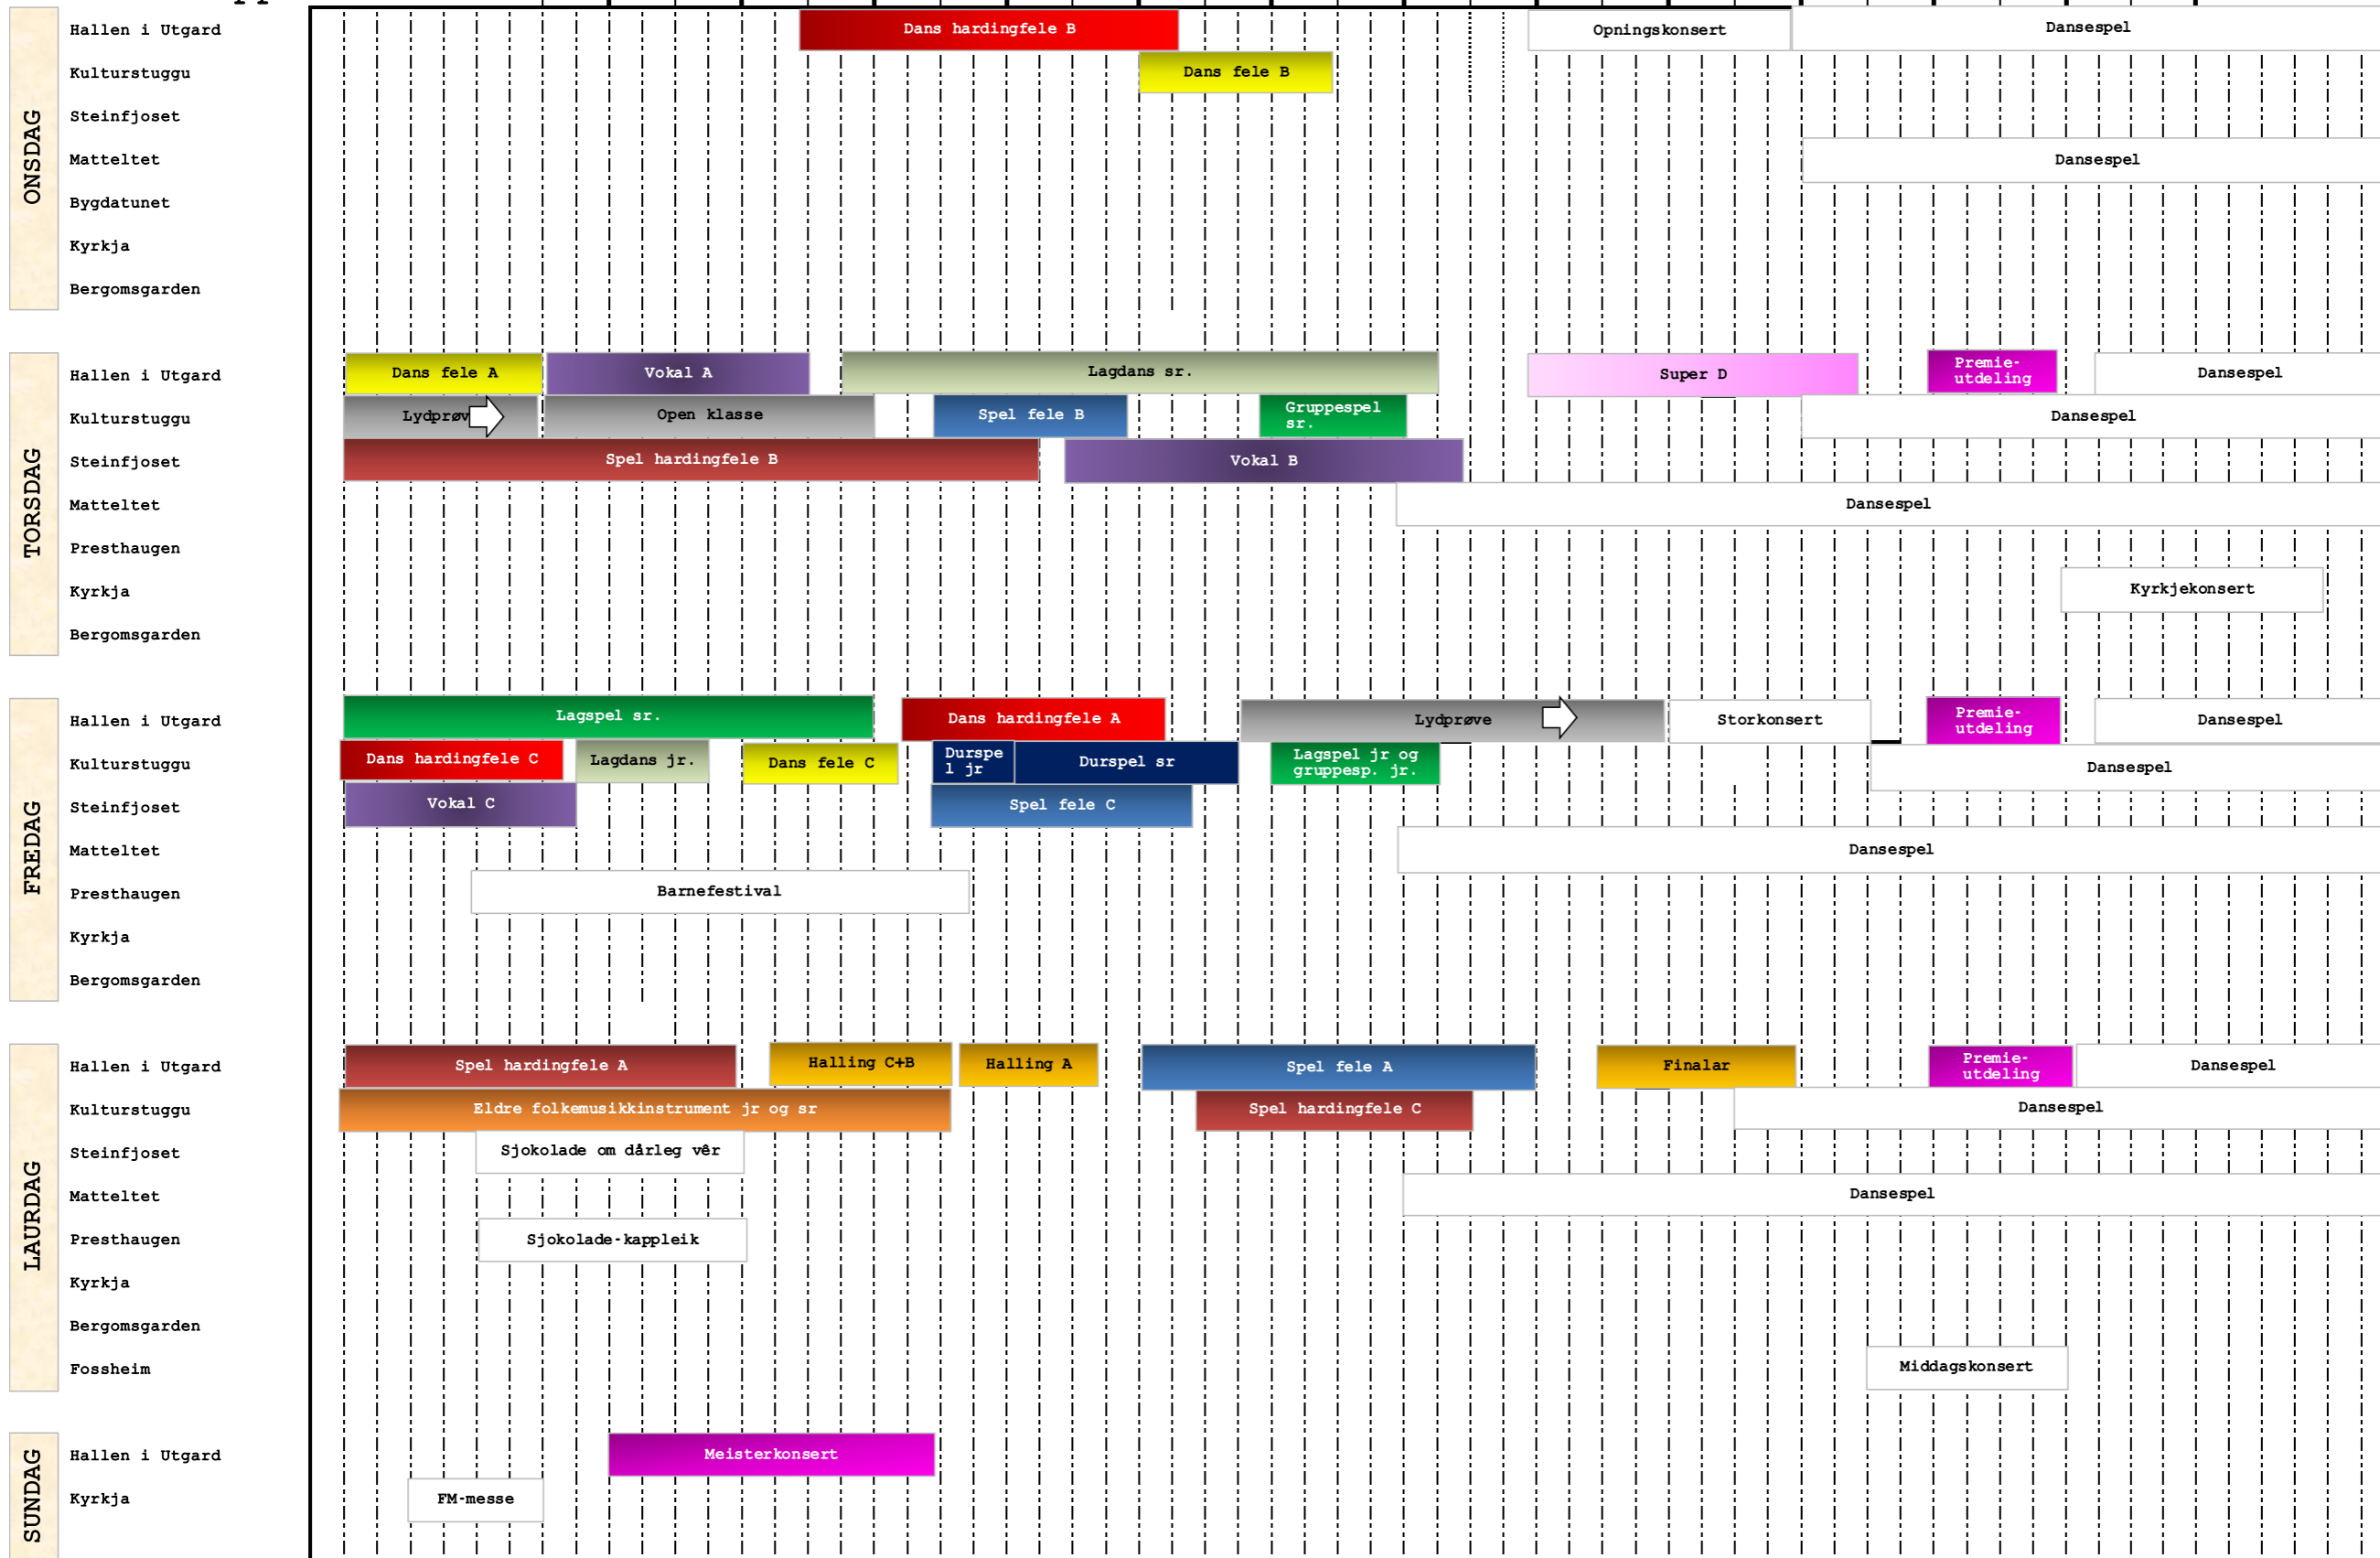 ONSDAG
Hallen i Utgard
Dans hardingfele B
Opningskonsert
Dansespel
Kulturstuggu
Dans fele B
Steinfjoset
Matteltet
Dansespel
Bygdatunet
Kyrkja
Bergomsgarden
TORSDAG
Hallen i Utgard
Dans fele A
Vokal A
Lagdans sr.
Super D
Premie-
utdeling
Dansespel
Kulturstuggu
Lydprøv
Open klasse
Spel fele B
Gruppespel
sr.
Dansespel
Steinfjoset
Spel hardingfele B
Vokal B
Matteltet
Dansespel
Presthaugen
Kyrkja
Kyrkjekonsert
Bergomsgarden
FREDAG
Hallen i Utgard
Lagspel sr.
Dans hardingfele A
Lydprøve
Storkonsert
Premie-
utdeling
Dansespel
Kulturstuggu
Dans hardingfele C
Lagdans jr.
Dans fele C
Durspe
l jr
Durspel sr
Lagspel jr og
gruppesp. jr.
Dansespel
Steinfjoset
Vokal C
Spel fele C
Matteltet
Dansespel
Presthaugen
Barnefestival
Kyrkja
Bergomsgarden
LAURDAG
Hallen i Utgard
Spel hardingfele A
Halling C+B
Halling A
Spel fele A
Finalar
Premie-
utdeling
Dansespel
Kulturstuggu
Eldre folkemusikkinstrument jr og sr
Spel hardingfele C
Dansespel
Steinfjoset
Sjokolade om dårleg vêr
Matteltet
Dansespel
Presthaugen
Sjokolade-kappleik
Kyrkja
Bergomsgarden
Fossheim
Middagskonsert
SUNDAG
Hallen i Utgard
Meisterkonsert
Kyrkja
FM-messe